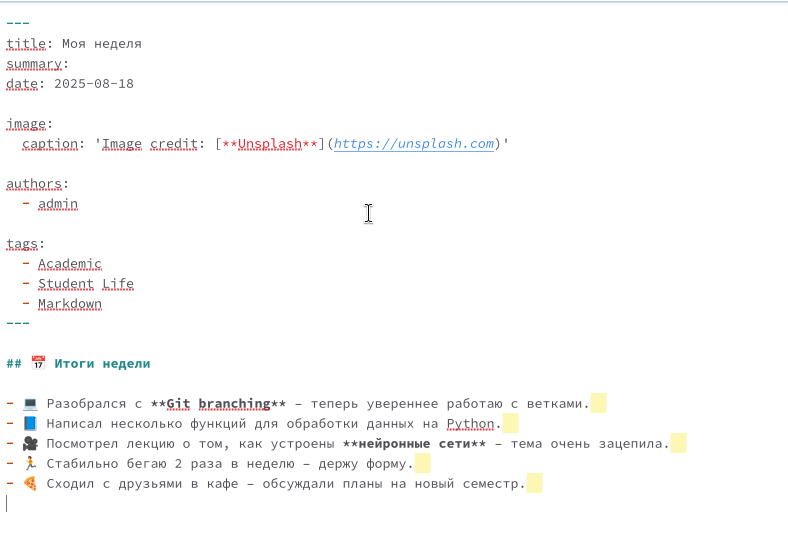 ---
title: Моя неделя
summary:
date: 2025-08-18
image:
caption: 'Image credit: [**Unsplash**](https://unsplash.com)'
authors:
- admin
tags:
- Academic
- Student Life
- Markdown
---
## 📅 Итоги недели
- 💻 Разобрался с **Git branching** – теперь увереннее работаю с ветками.
- 📘 Написал несколько функций для обработки данных на Python.
- 🎥 Посмотрел лекцию о том, как устроены **нейронные сети** – тема очень зацепила.
- 🏃 Стабильно бегаю 2 раза в неделю – держу форму.
- 🍕 Сходил с друзьями в кафе – обсуждали планы на новый семестр.